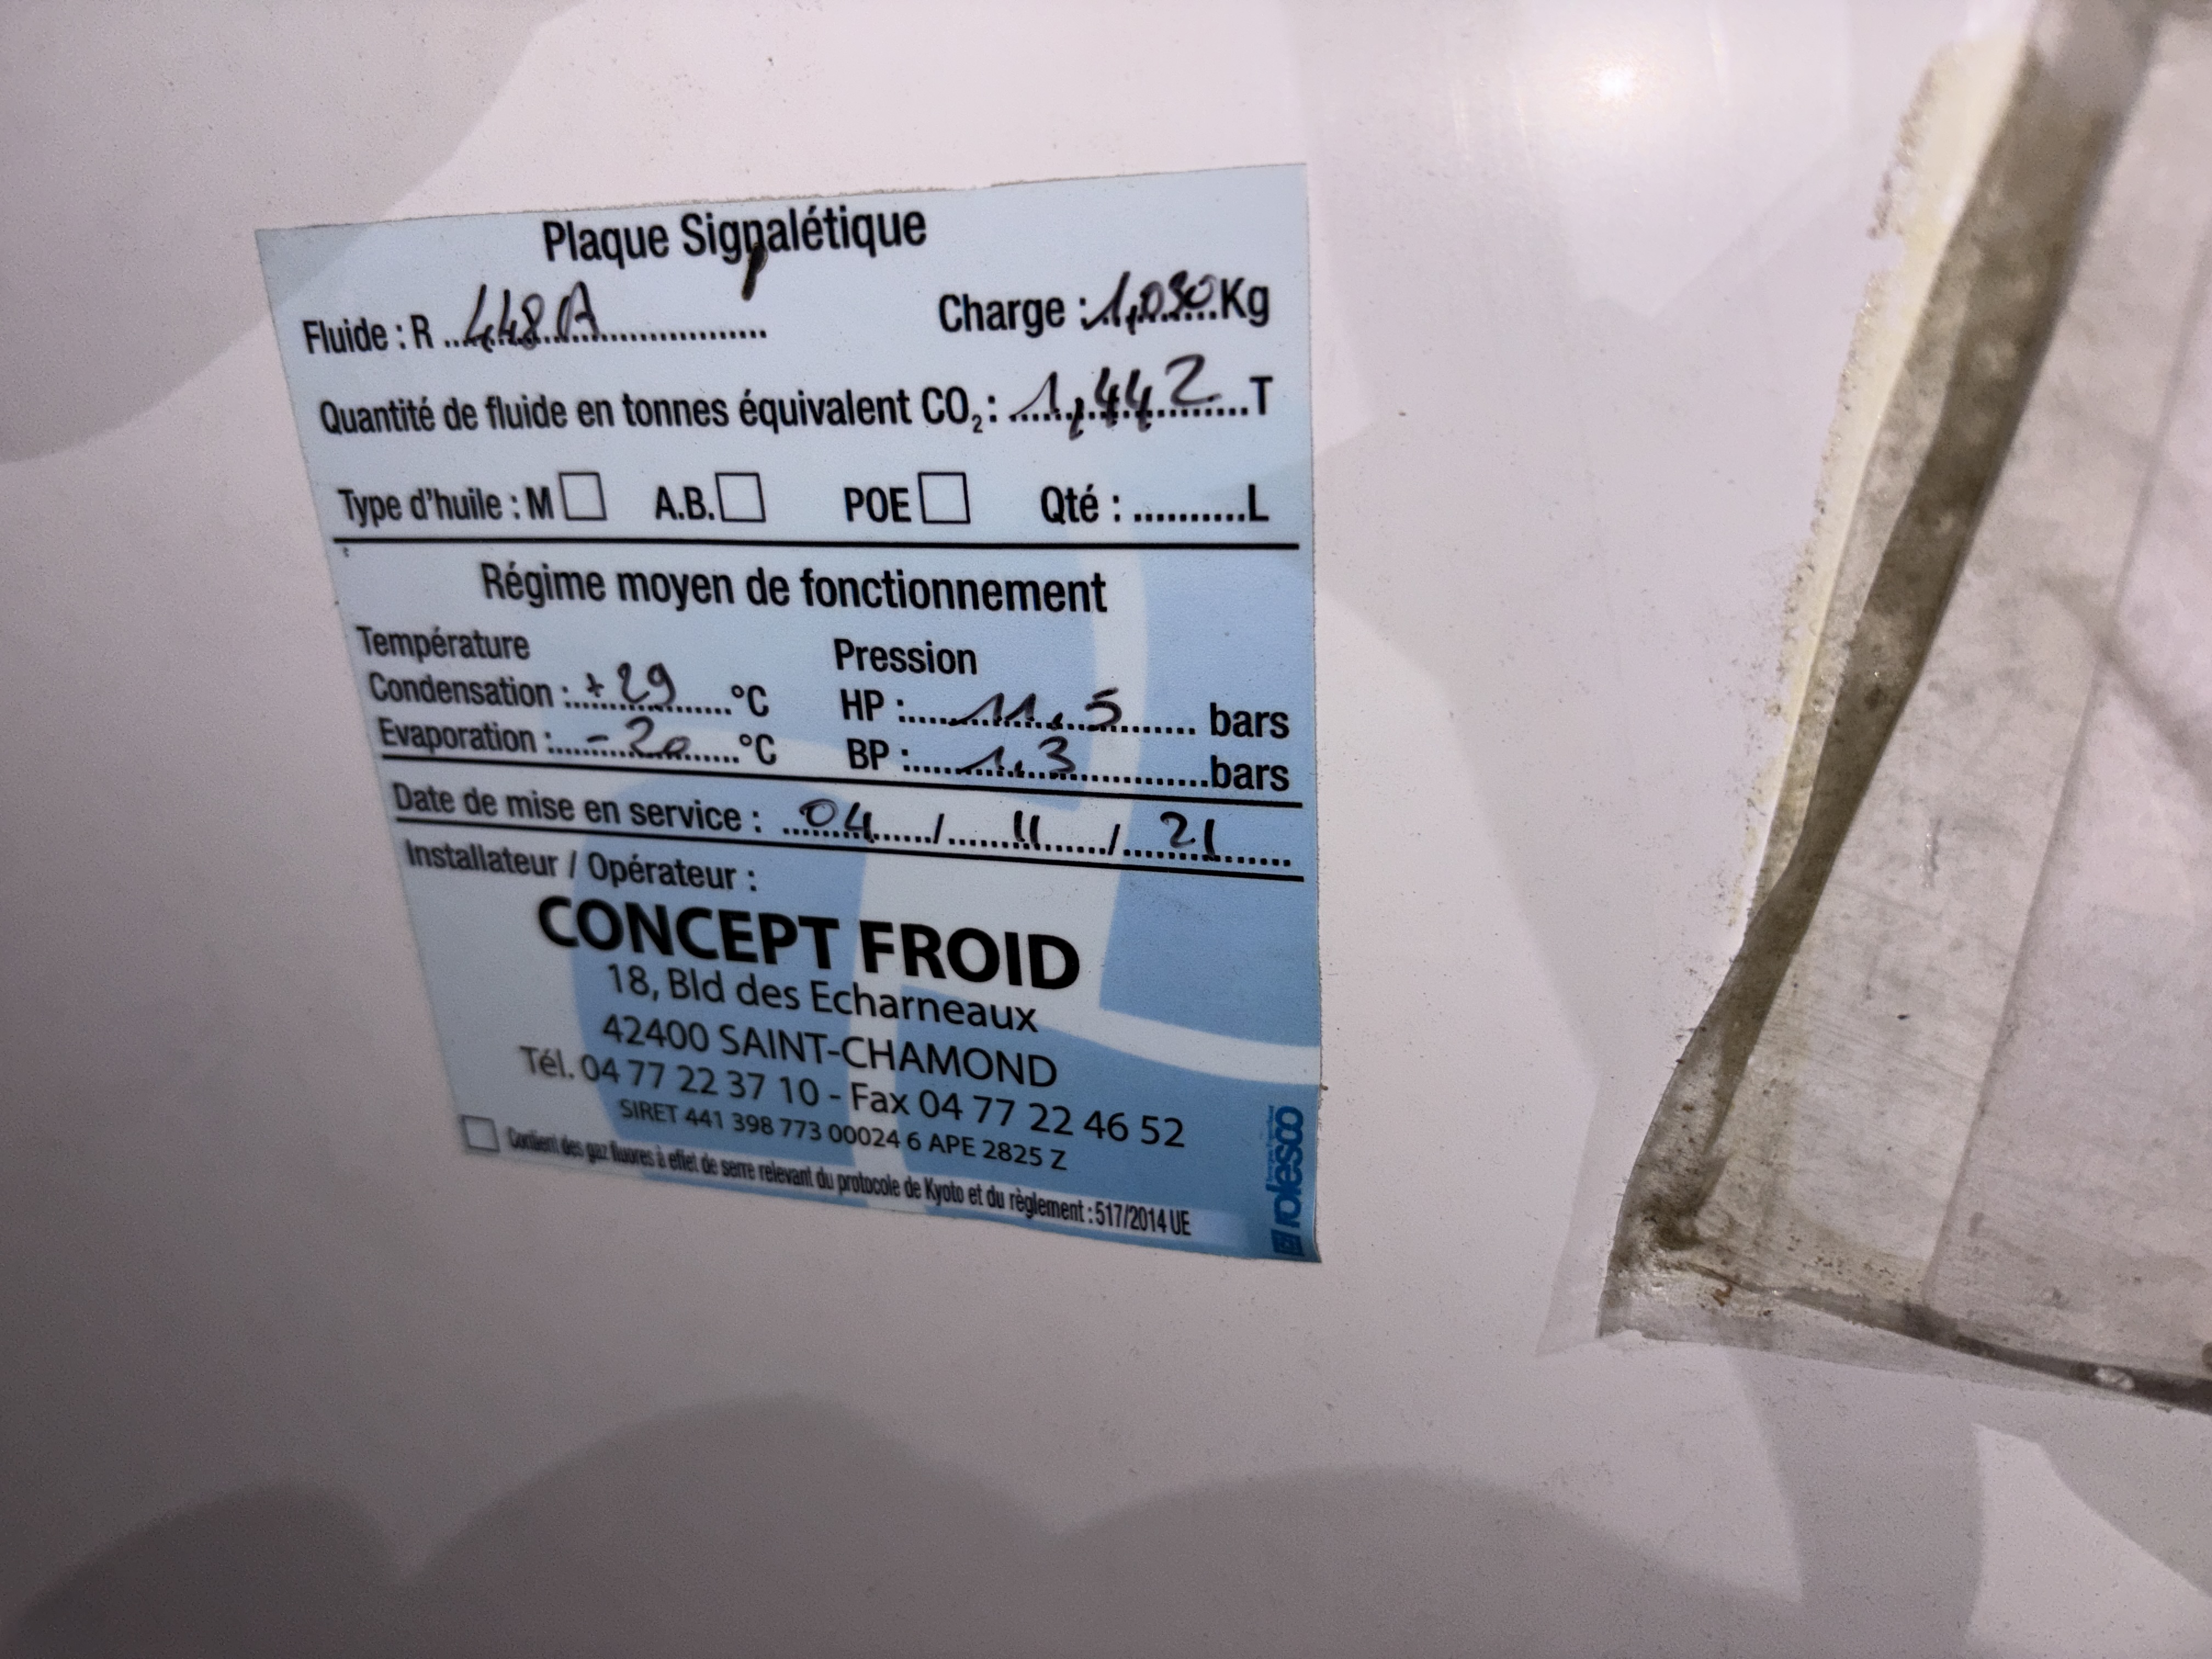 Plaque Signalétique
Fluide : R 448A Charge : 1,030 Kg
Quantité de fluide en tonnes équivalent CO₂ : 1,442 T
Type d'huile : M A.B. POE Qté : ..........L
Régime moyen de fonctionnement
Température Pression
Condensation : +29 °C HP : 11,5 bars
Evaporation : -20 °C BP : 1,3 bars
Date de mise en service : 04 / 11 / 21
Installateur / Opérateur :
CONCEPT FROID
18, Bld des Echarneaux
42400 SAINT-CHAMOND
Tél. 04 77 22 37 10 - Fax 04 77 22 46 52
SIRET 441 398 773 00024 6 APE 2825 Z
Contient des gaz fluorés à effet de serre relevant du protocole de Kyoto et du règlement : 517/2014 UE
rolesco